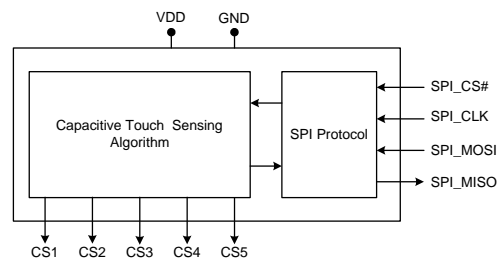 VDD
GND
Capacitive Touch Sensing
Algorithm
SPI Protocol
SPI_CS#
SPI_CLK
SPI_MOSI
SPI_MISO
CS1
CS2
CS3
CS4
CS5